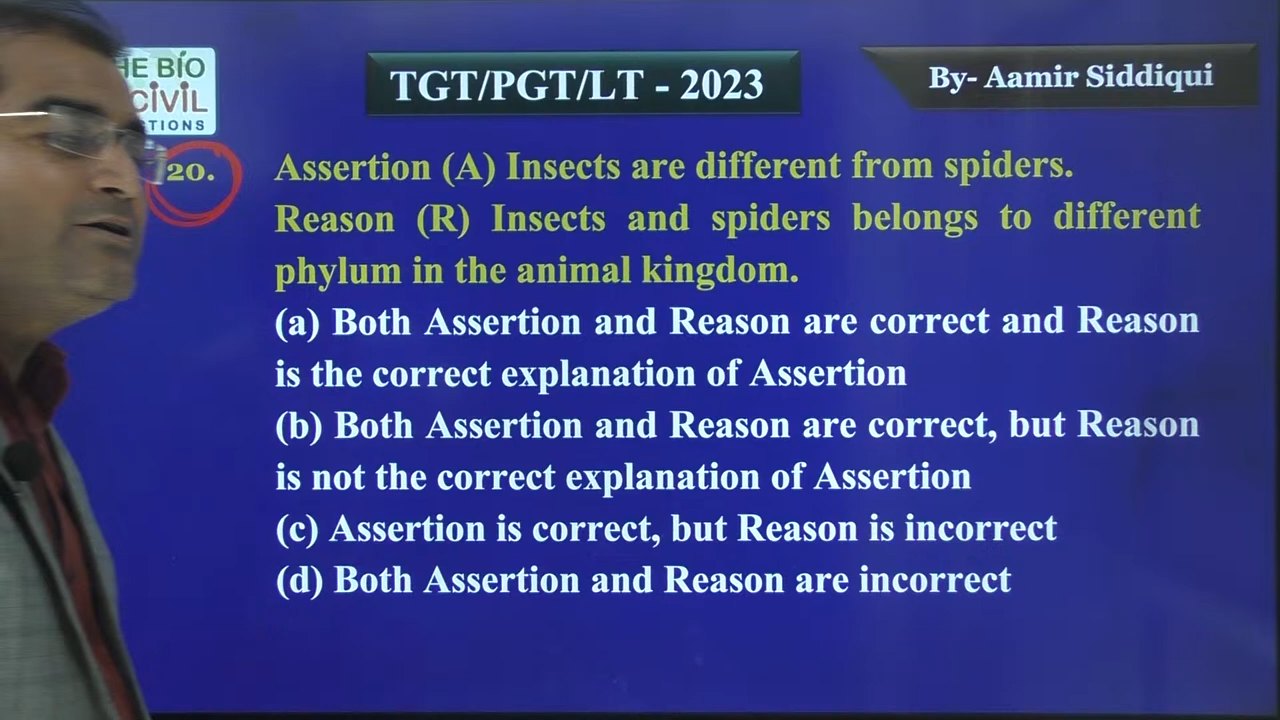 HE BIO
CIVIL
TIONS
TGT/PGT/LT - 2023
By- Aamir Siddiqui
20.
Assertion (A) Insects are different from spiders.
Reason (R) Insects and spiders belongs to different
phylum in the animal kingdom.
(a) Both Assertion and Reason are correct and Reason
is the correct explanation of Assertion
(b) Both Assertion and Reason are correct, but Reason
is not the correct explanation of Assertion
(c) Assertion is correct, but Reason is incorrect
(d) Both Assertion and Reason are incorrect